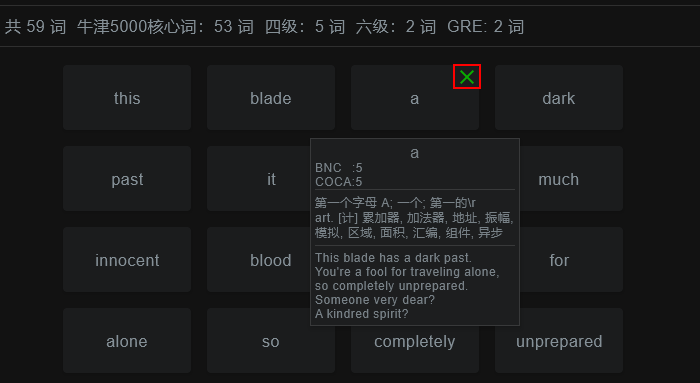 共 59 词 牛津5000核心词：53 词 四级：5 词 六级：2 词 GRE: 2 词
this
blade
a
dark
past
it
much
innocent
blood
for
alone
so
completely
unprepared
a
BNC :5
COCA:5
第一个字母 A; 一个; 第一的\r
art. [计] 累加器, 加法器, 地址, 振幅,
模拟, 区域, 面积, 汇编, 组件, 异步
This blade has a dark past.
You're a fool for traveling alone,
so completely unprepared.
Someone very dear?
A kindred spirit?